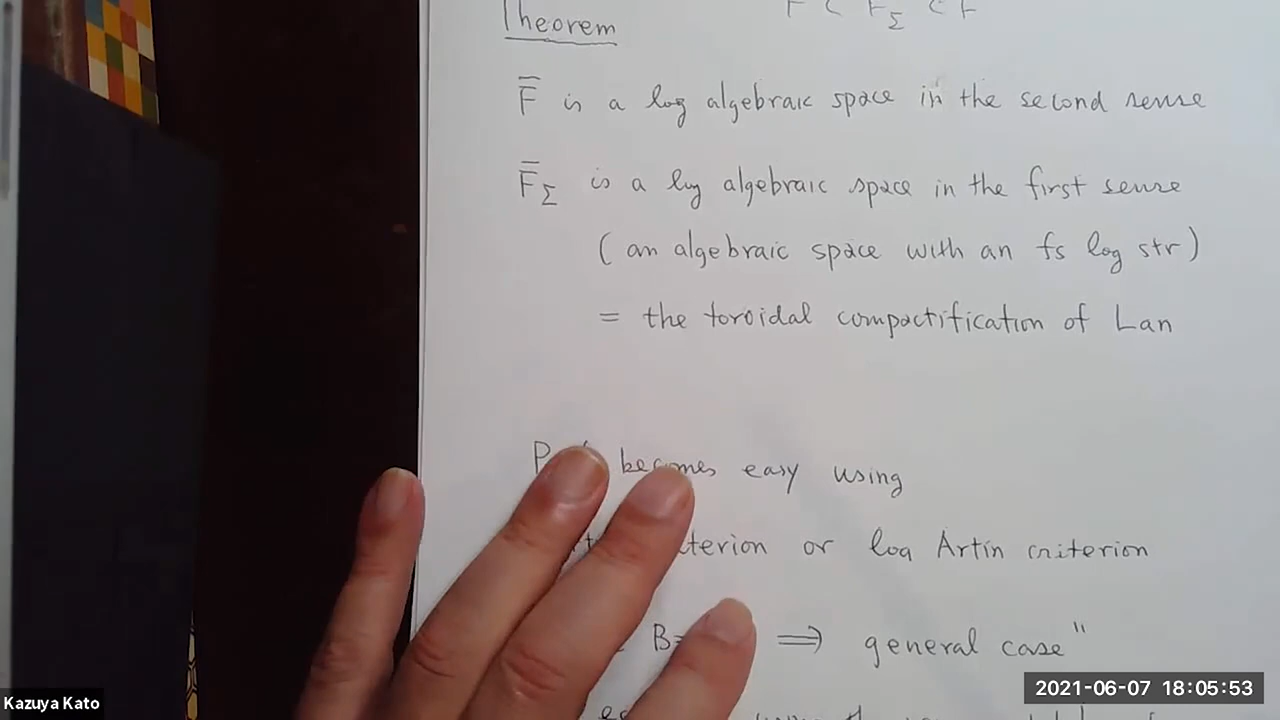 Theorem
F ⊂ F_Σ ⊂ F
F̅ is a log algebraic space in the second sense
F̅_Σ is a log algebraic space in the first sense
( an algebraic space with an fs log str )
= the toroidal compactification of Lan
becomes easy using
or log Artin criterion
B= ⟹ general case"
Kazuya Kato
2021-06-07 18:05:53